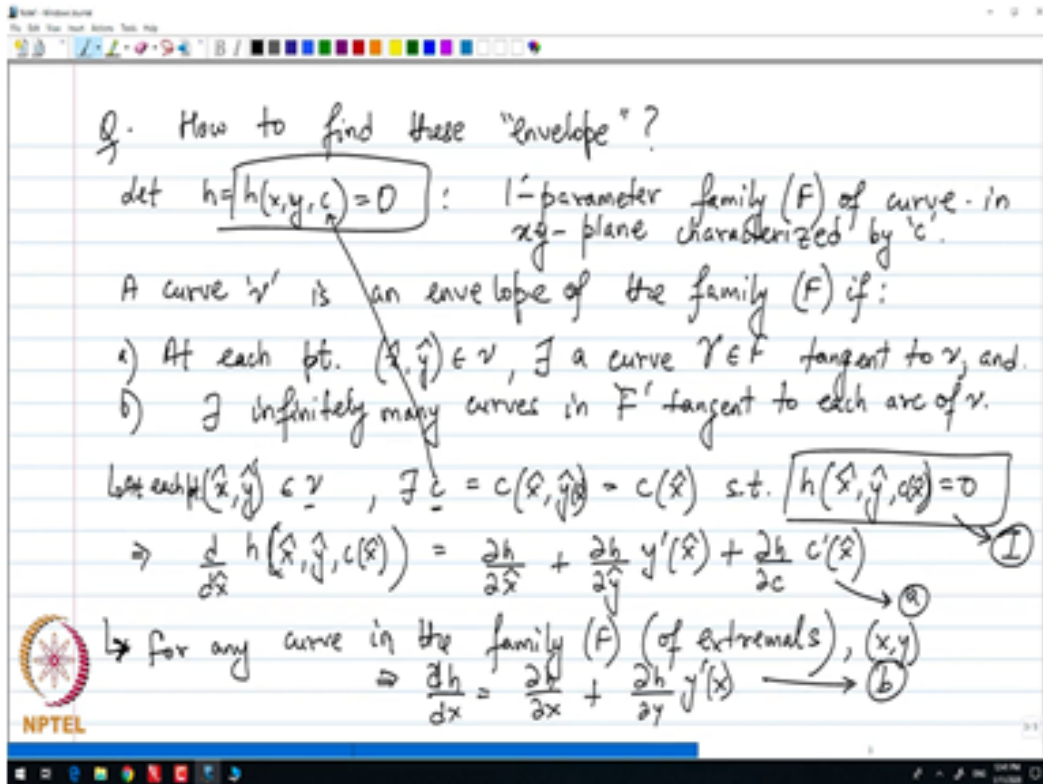 Q. How to find these "envelope"?
Let h = h(x,y,c) = 0 : 1-parameter family (F) of curve in
xy-plane characterized by 'c'.
A curve 'ν' is an envelope of the family (F) if:
a) At each pt. (x̂, ŷ) ∈ ν, ∃ a curve γ ∈ F tangent to ν, and.
b) ∃ infinitely many curves in 'F' tangent to each arc of ν.
At each pt (x̂, ŷ) ∈ ν, ∃ c = c(x̂, ŷ(x̂)) = c(x̂) s.t. h(x̂, ŷ, c(x̂)) = 0 → I
⇒ d/dx̂ h(x̂, ŷ, c(x̂)) = ∂h/∂x̂ + ∂h/∂ŷ y'(x̂) + ∂h/∂c c'(x̂) → a
↳ For any curve in the family (F) (of extremals), (x,y)
⇒ dh/dx = ∂h/∂x + ∂h/∂y y'(x) → b
NPTEL